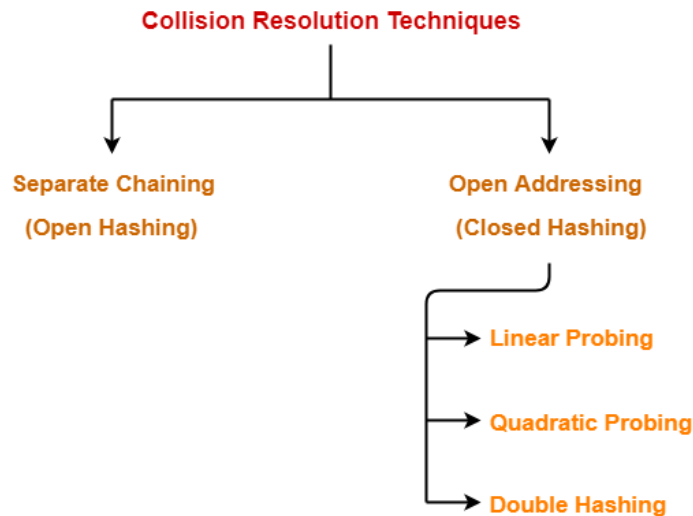 Collision Resolution Techniques
Separate Chaining
(Open Hashing)
Open Addressing
(Closed Hashing)
Linear Probing
Quadratic Probing
Double Hashing